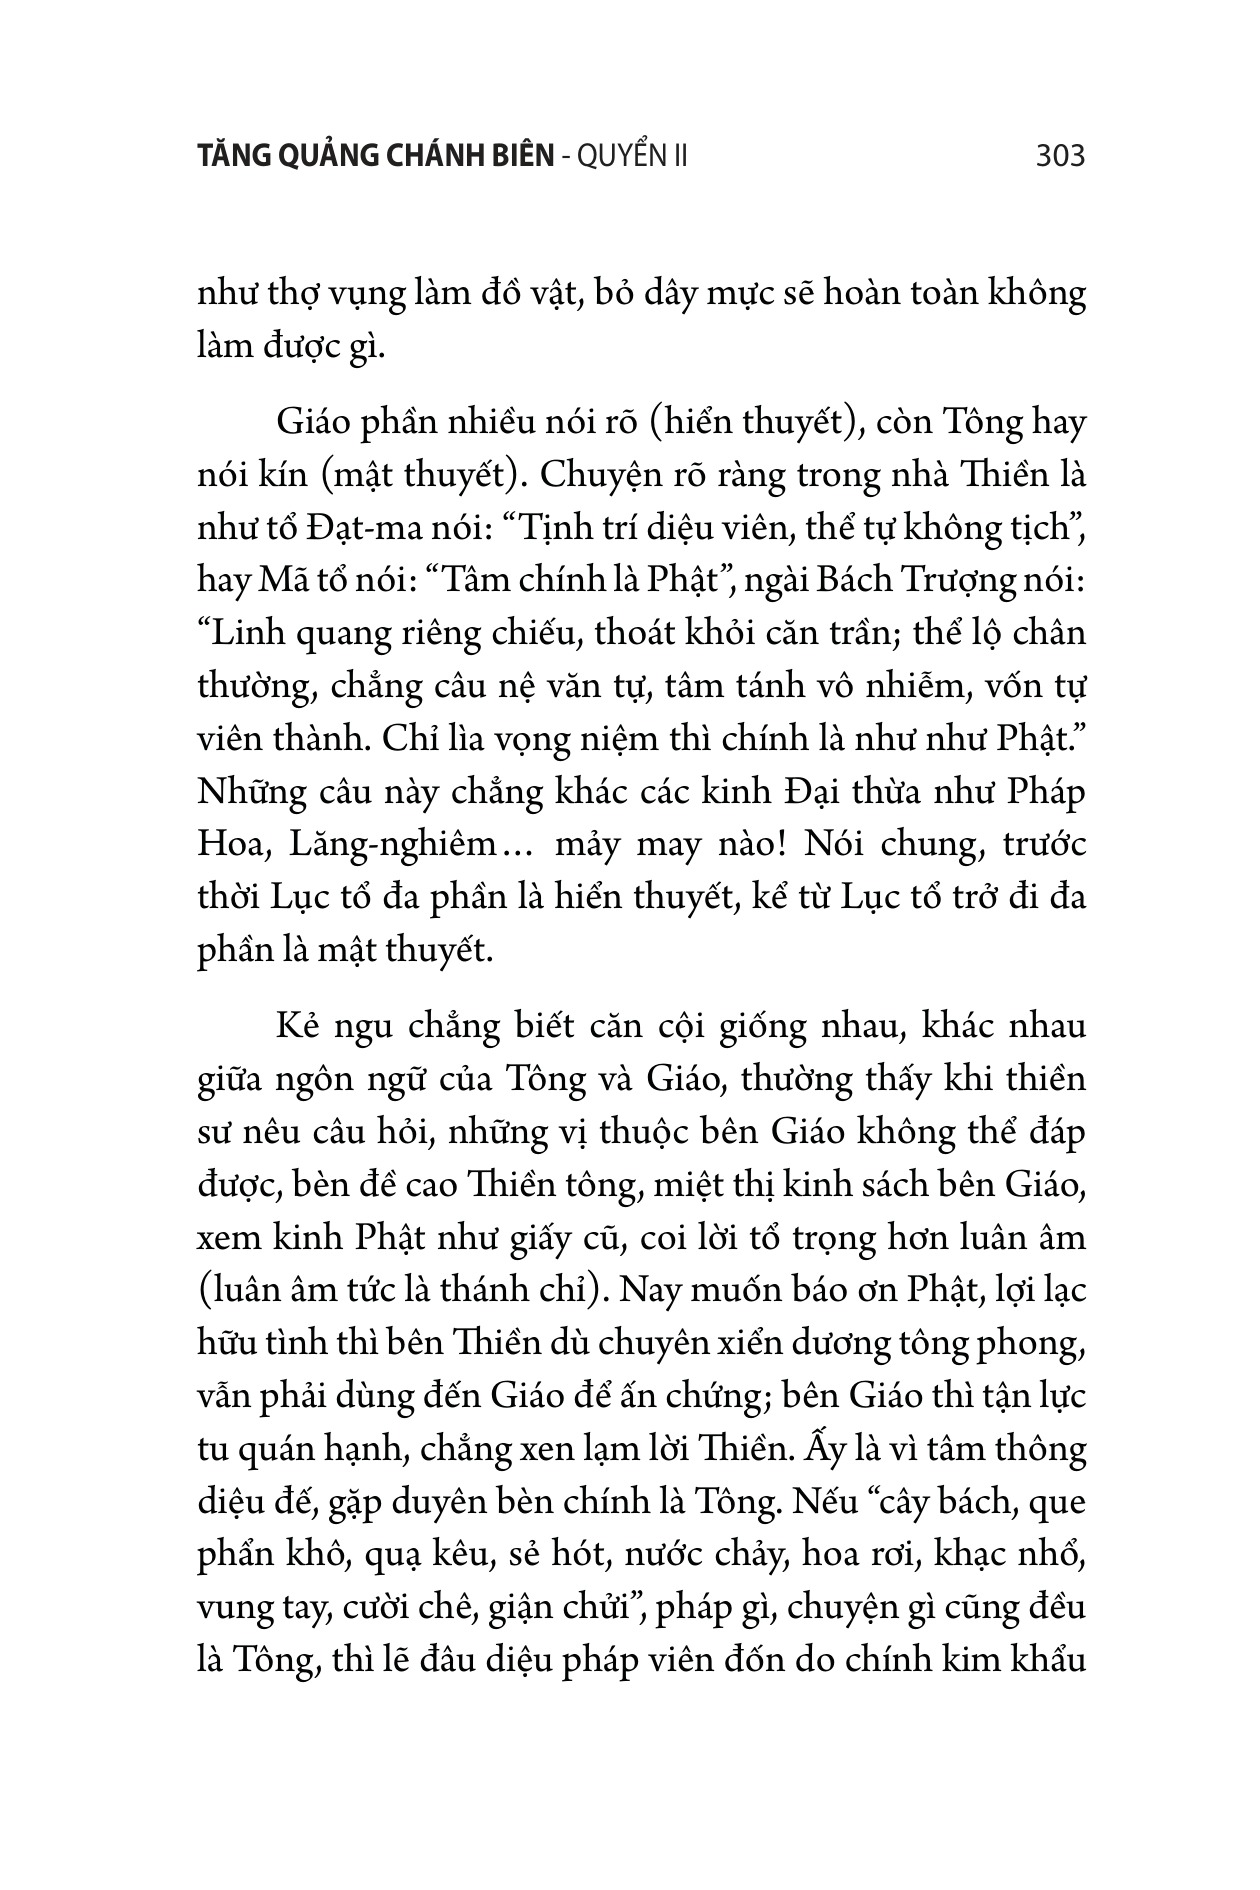 TĂNG QUẢNG CHÁNH BIÊN - QUYỂN II 303
như thợ vụng làm đồ vật, bỏ dây mực sẽ hoàn toàn không
làm được gì.
Giáo phần nhiều nói rõ (hiển thuyết), còn Tông hay
nói kín (mật thuyết). Chuyện rõ ràng trong nhà Thiền là
như tổ Đạt-ma nói: “Tịnh trí diệu viên, thể tự không tịch”,
hay Mã tổ nói: “Tâm chính là Phật”, ngài Bách Trượng nói:
“Linh quang riêng chiếu, thoát khỏi căn trần; thể lộ chân
thường, chẳng câu nệ văn tự, tâm tánh vô nhiễm, vốn tự
viên thành. Chỉ lìa vọng niệm thì chính là như như Phật.”
Những câu này chẳng khác các kinh Đại thừa như Pháp
Hoa, Lăng-nghiêm… mảy may nào! Nói chung, trước
thời Lục tổ đa phần là hiển thuyết, kể từ Lục tổ trở đi đa
phần là mật thuyết.
Kẻ ngu chẳng biết căn cội giống nhau, khác nhau
giữa ngôn ngữ của Tông và Giáo, thường thấy khi thiền
sư nêu câu hỏi, những vị thuộc bên Giáo không thể đáp
được, bèn đề cao Thiền tông, miệt thị kinh sách bên Giáo,
xem kinh Phật như giấy cũ, coi lời tổ trọng hơn luân âm
(luân âm tức là thánh chỉ). Nay muốn báo ơn Phật, lợi lạc
hữu tình thì bên Thiền dù chuyên xiển dương tông phong,
vẫn phải dùng đến Giáo để ấn chứng; bên Giáo thì tận lực
tu quán hạnh, chẳng xen lạm lời Thiền. Ấy là vì tâm thông
diệu đế, gặp duyên bèn chính là Tông. Nếu “cây bách, que
phẩn khô, quạ kêu, sẻ hót, nước chảy, hoa rơi, khạc nhổ,
vung tay, cười chê, giận chửi”, pháp gì, chuyện gì cũng đều
là Tông, thì lẽ đâu diệu pháp viên đốn do chính kim khẩu